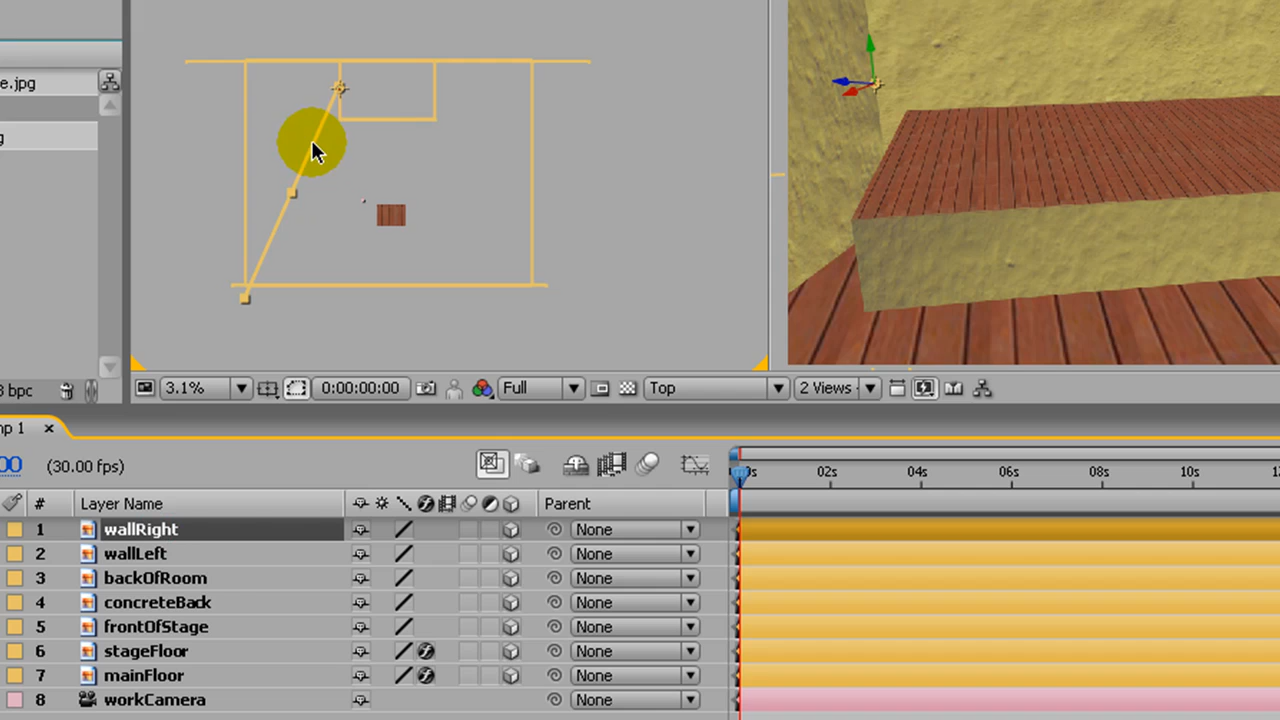 e.jpg
g
8 bpc
3.1%
0:00:00:00
Full
Top
2 Views
mp 1 ×
00 (30.00 fps)
0s 02s 04s 06s 08s 10s
# Layer Name Parent
1 wallRight None
2 wallLeft None
3 backOfRoom None
4 concreteBack None
5 frontOfStage None
6 stageFloor None
7 mainFloor None
8 workCamera None